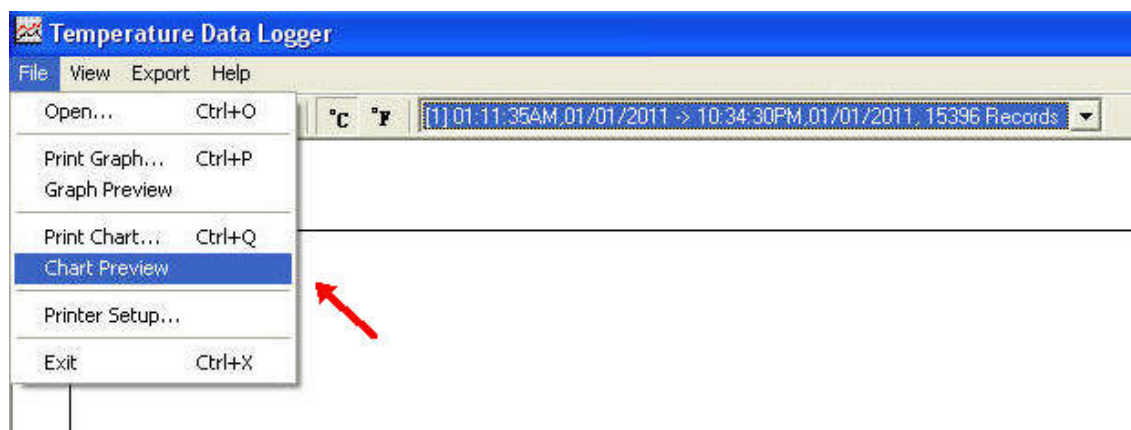 Temperature Data Logger
File View Export Help
Open... Ctrl+O
°C °F [1] 01:11:35AM,01/01/2011 -> 10:34:30PM,01/01/2011, 15396 Records
Print Graph... Ctrl+P
Graph Preview
Print Chart... Ctrl+Q
Chart Preview
Printer Setup...
Exit Ctrl+X